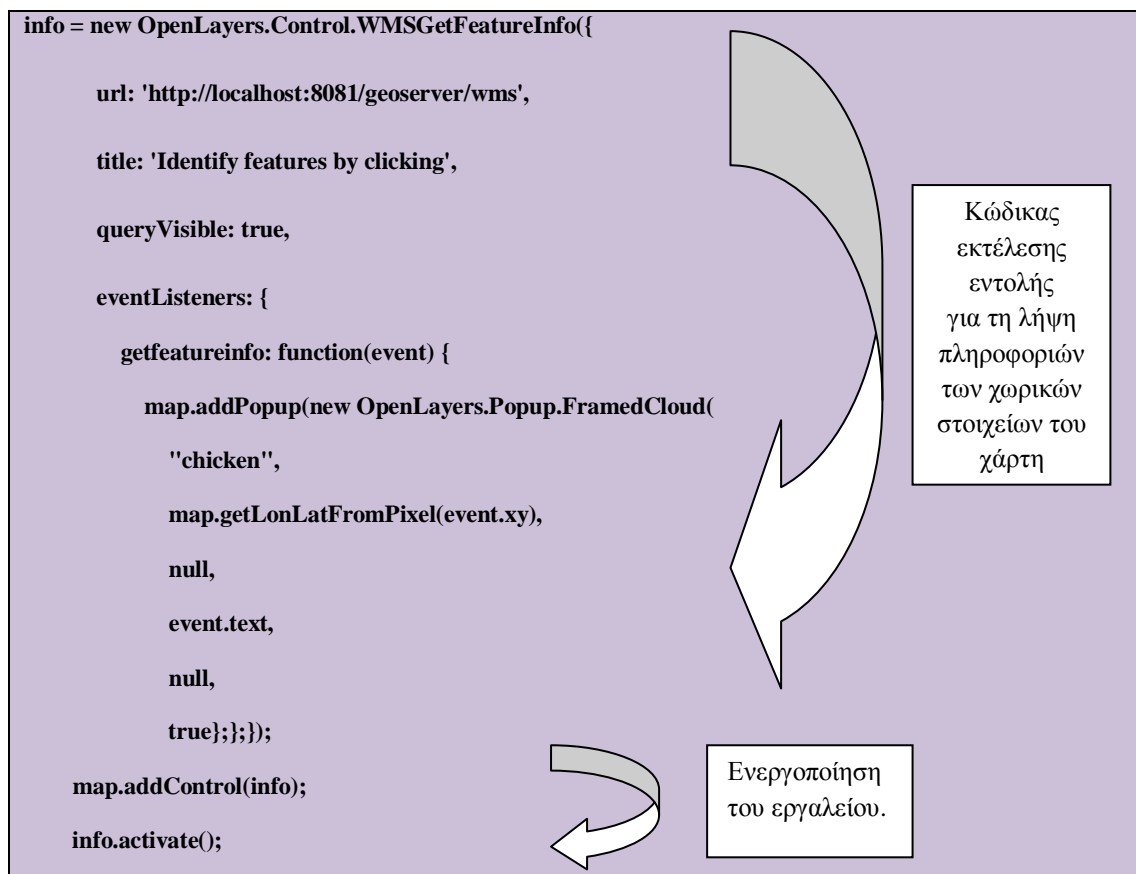 info = new OpenLayers.Control.WMSGetFeatureInfo({
url: 'http://localhost:8081/geoserver/wms',
title: 'Identify features by clicking',
queryVisible: true,
eventListeners: {
getfeatureinfo: function(event) {
map.addPopup(new OpenLayers.Popup.FramedCloud(
"chicken",
map.getLonLatFromPixel(event.xy),
null,
event.text,
null,
true};};});
map.addControl(info);
info.activate();
Κώδικας
εκτέλεσης
εντολής
για τη λήψη
πληροφοριών
των χωρικών
στοιχείων του
χάρτη
Ενεργοποίηση
του εργαλείου.